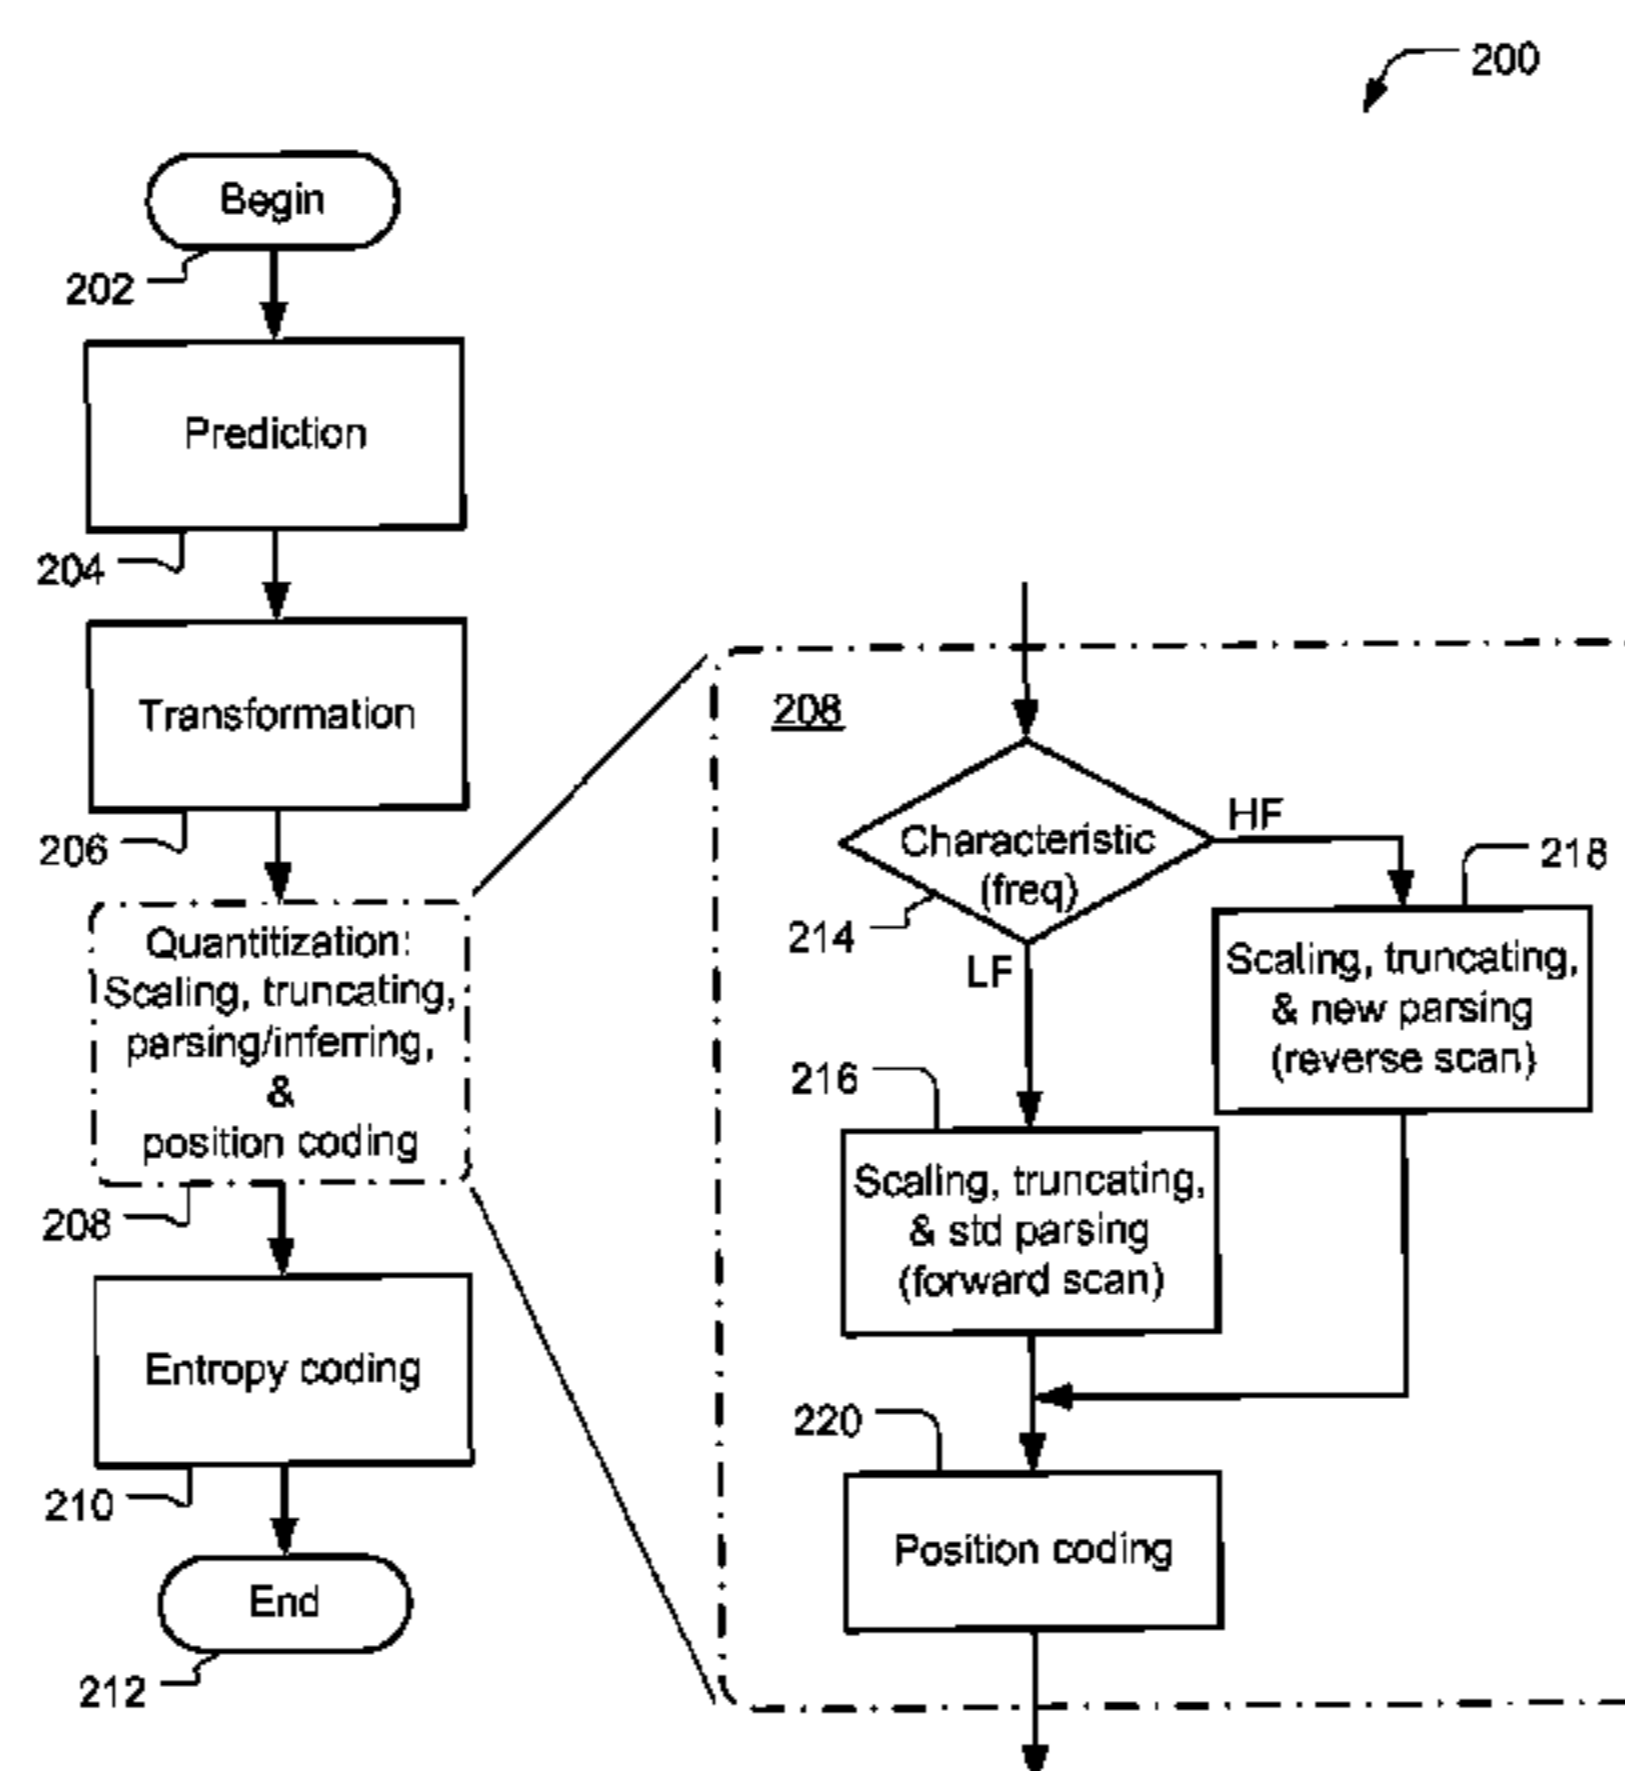 200
Begin
202
Prediction
204
Transformation
206
Quantitization:
Scaling, truncating,
parsing/inferring,
&
position coding
208
Entropy coding
210
End
212
208
Characteristic
(freq)
214
HF
LF
218
Scaling, truncating,
& new parsing
(reverse scan)
216
Scaling, truncating,
& std parsing
(forward scan)
220
Position coding